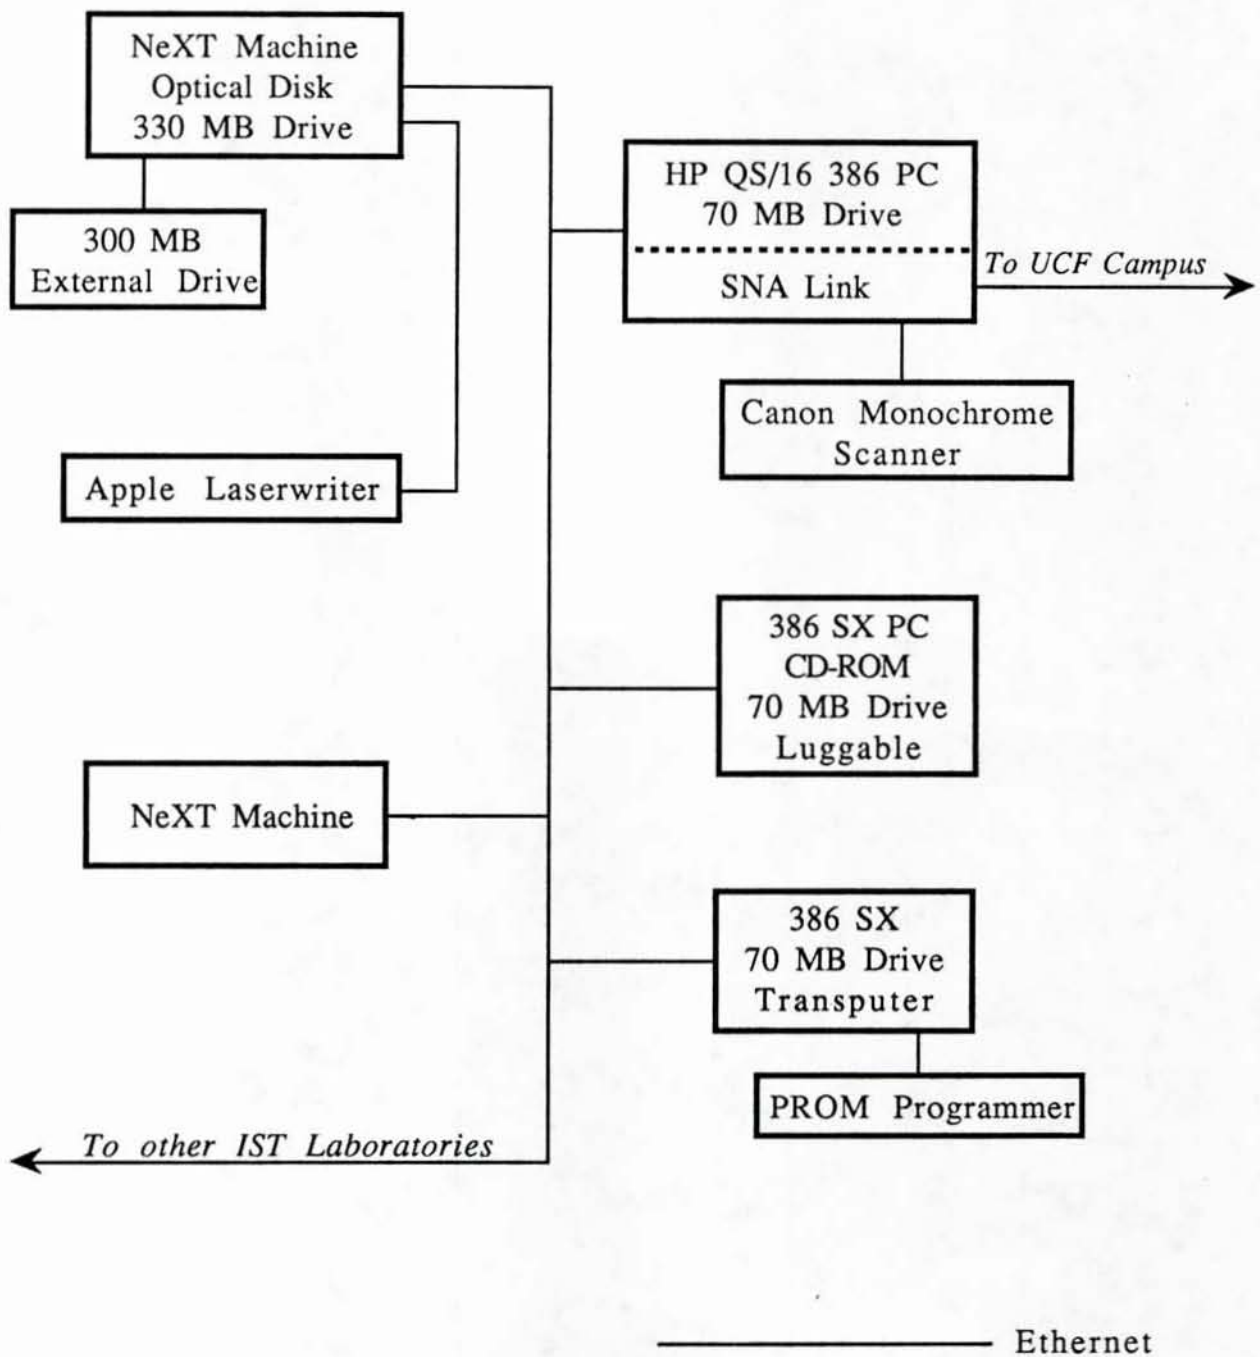 NeXT Machine
Optical Disk
330 MB Drive
300 MB
External Drive
HP QS/16 386 PC
70 MB Drive
SNA Link
To UCF Campus
Canon Monochrome
Scanner
Apple Laserwriter
386 SX PC
CD-ROM
70 MB Drive
Luggable
NeXT Machine
386 SX
70 MB Drive
Transputer
PROM Programmer
To other IST Laboratories
Ethernet